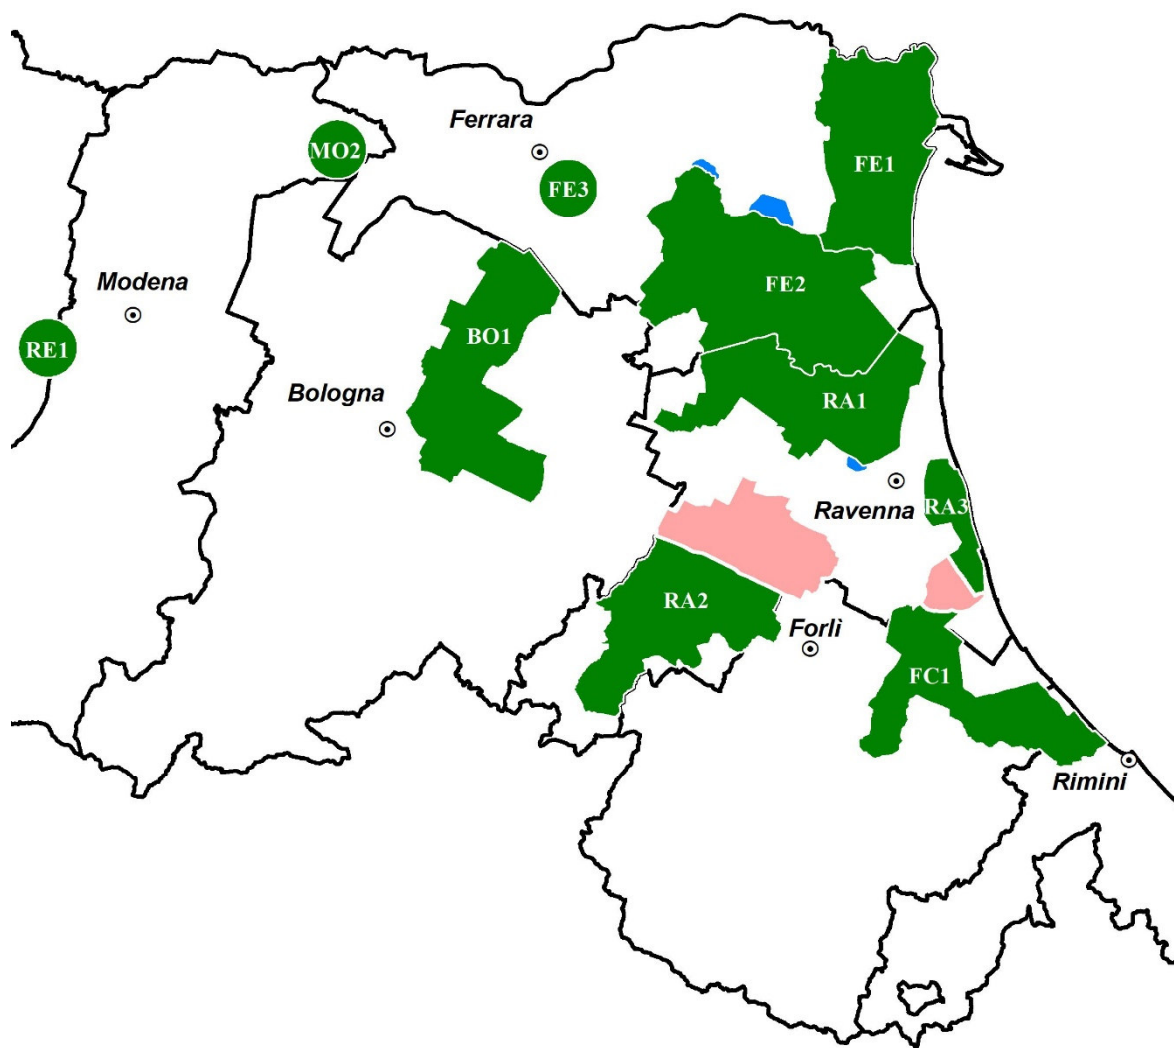 Ferrara
MO2
FE1
FE3
Modena
FE2
BO1
RE1
Bologna
RA1
Ravenna
RA3
RA2
Forlì
FC1
Rimini